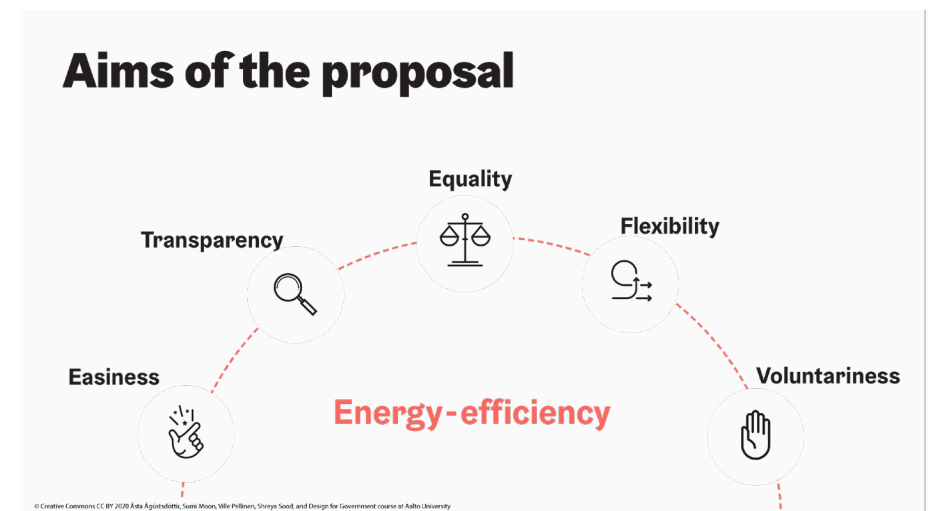 Aims of the proposal
Equality
Flexibility
Transparency
Easiness
Voluntariness
Energy-efficiency
© Creative Commons CC BY 2020 Ásta Ágústsdóttir, Sumi Moon, Ville Pellinen, Shreya Sood, and Design for Government course at Aalto University